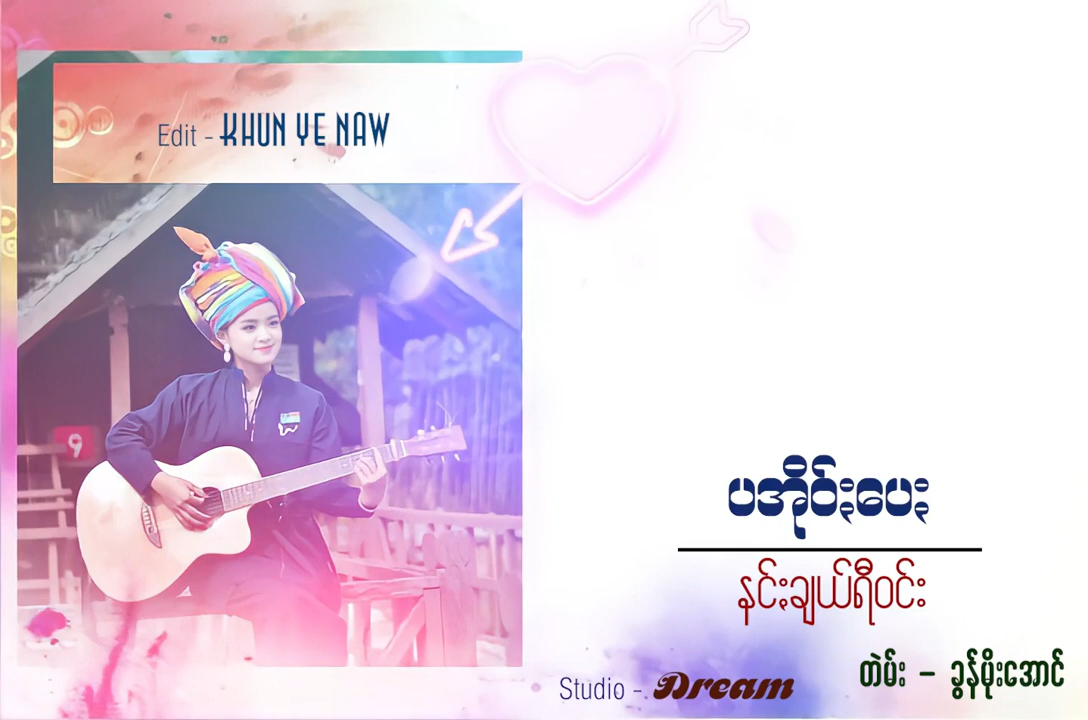 Edit - KHUN YE NAW
9
ပအိုဝ်ႏပေႏ
နင်ႏချယ်ရီဝင်း
တဲမ်း - ခွန်မိုးအောင်
Studio - Dream